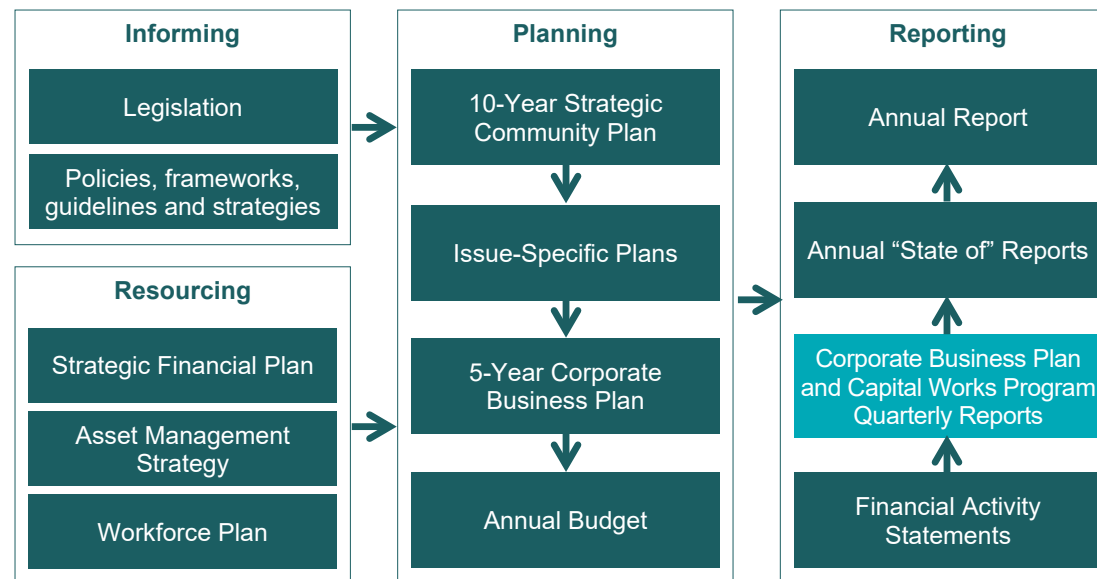 Informing
Legislation
Policies, frameworks,
guidelines and strategies
Resourcing
Strategic Financial Plan
Asset Management
Strategy
Workforce Plan
Planning
10-Year Strategic
Community Plan
Issue-Specific Plans
5-Year Corporate
Business Plan
Annual Budget
Reporting
Annual Report
Annual “State of” Reports
Corporate Business Plan
and Capital Works Program
Quarterly Reports
Financial Activity
Statements